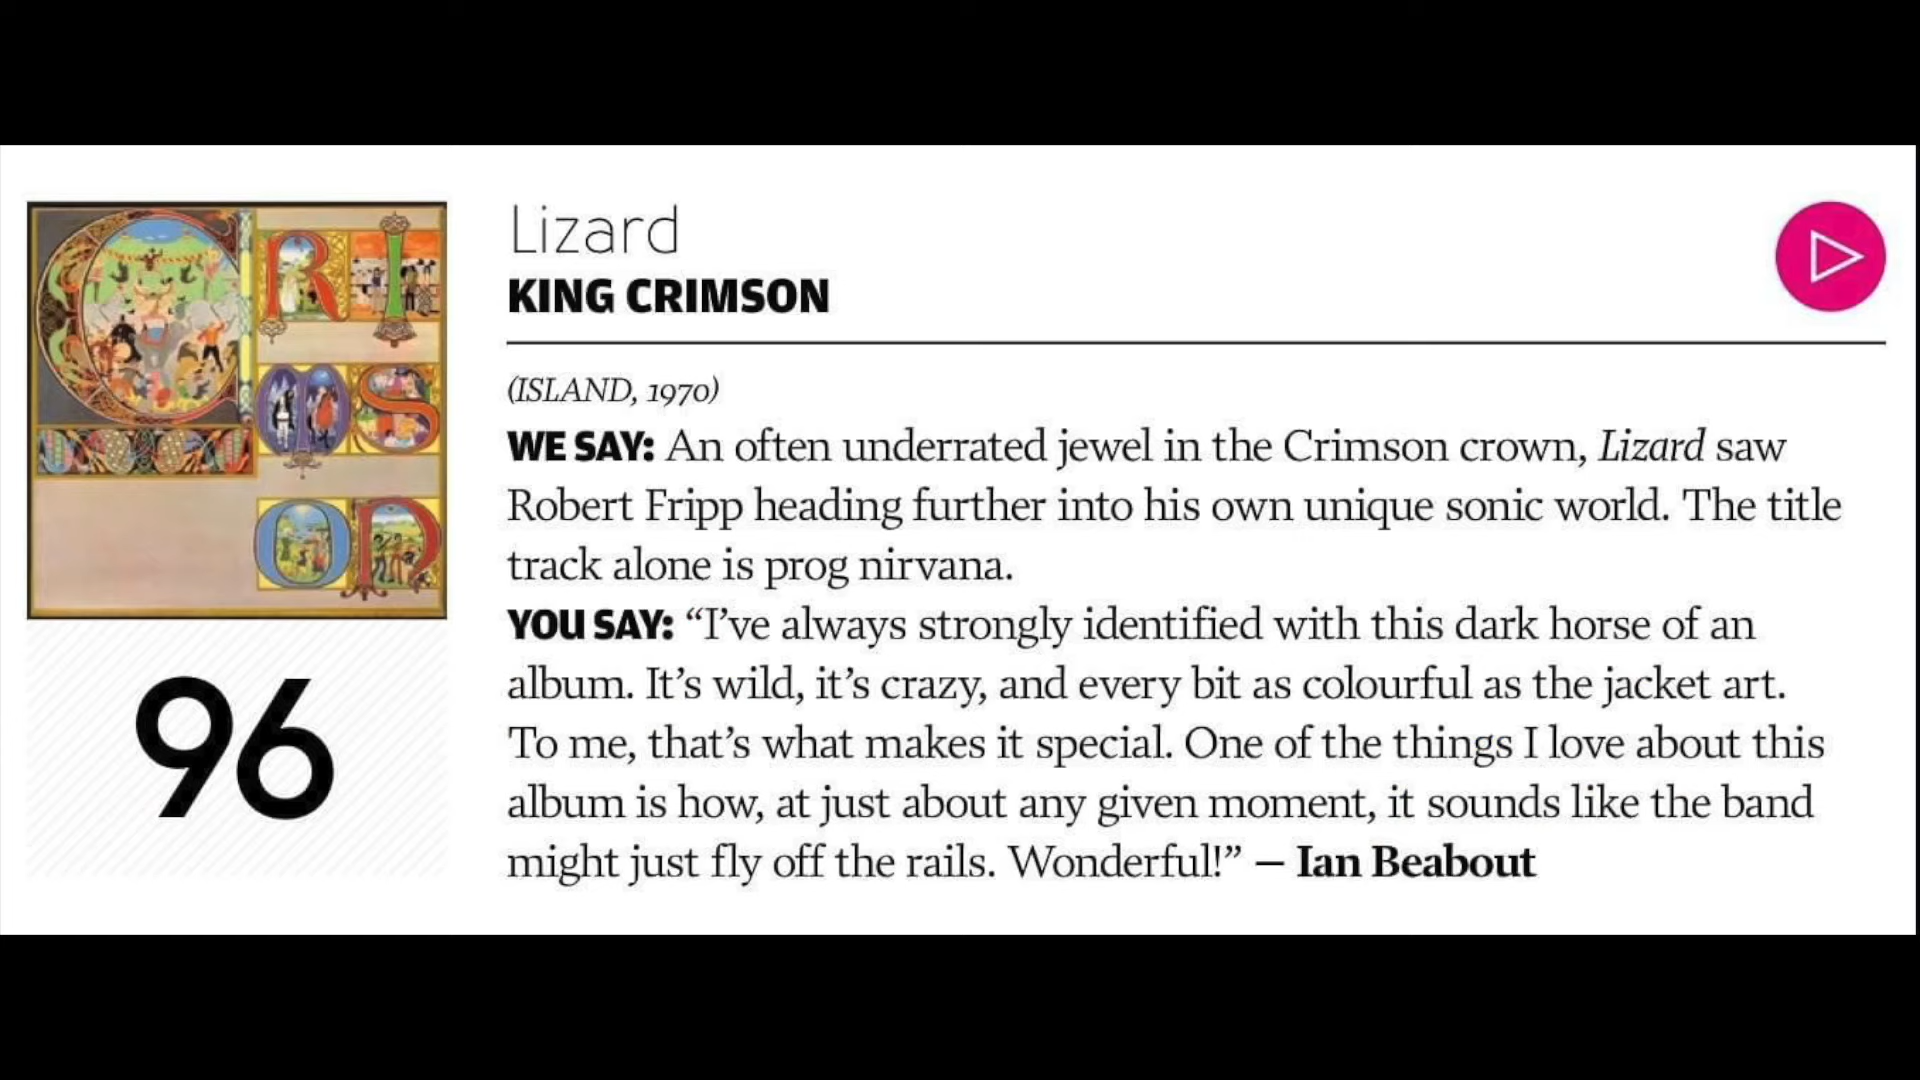 Lizard
KING CRIMSON
(ISLAND, 1970)
WE SAY: An often underrated jewel in the Crimson crown, Lizard saw
Robert Fripp heading further into his own unique sonic world. The title
track alone is prog nirvana.
YOU SAY: “I’ve always strongly identified with this dark horse of an
album. It’s wild, it’s crazy, and every bit as colourful as the jacket art.
To me, that’s what makes it special. One of the things I love about this
album is how, at just about any given moment, it sounds like the band
might just fly off the rails. Wonderful!” — Ian Beabout
CRI
MS
ON
96